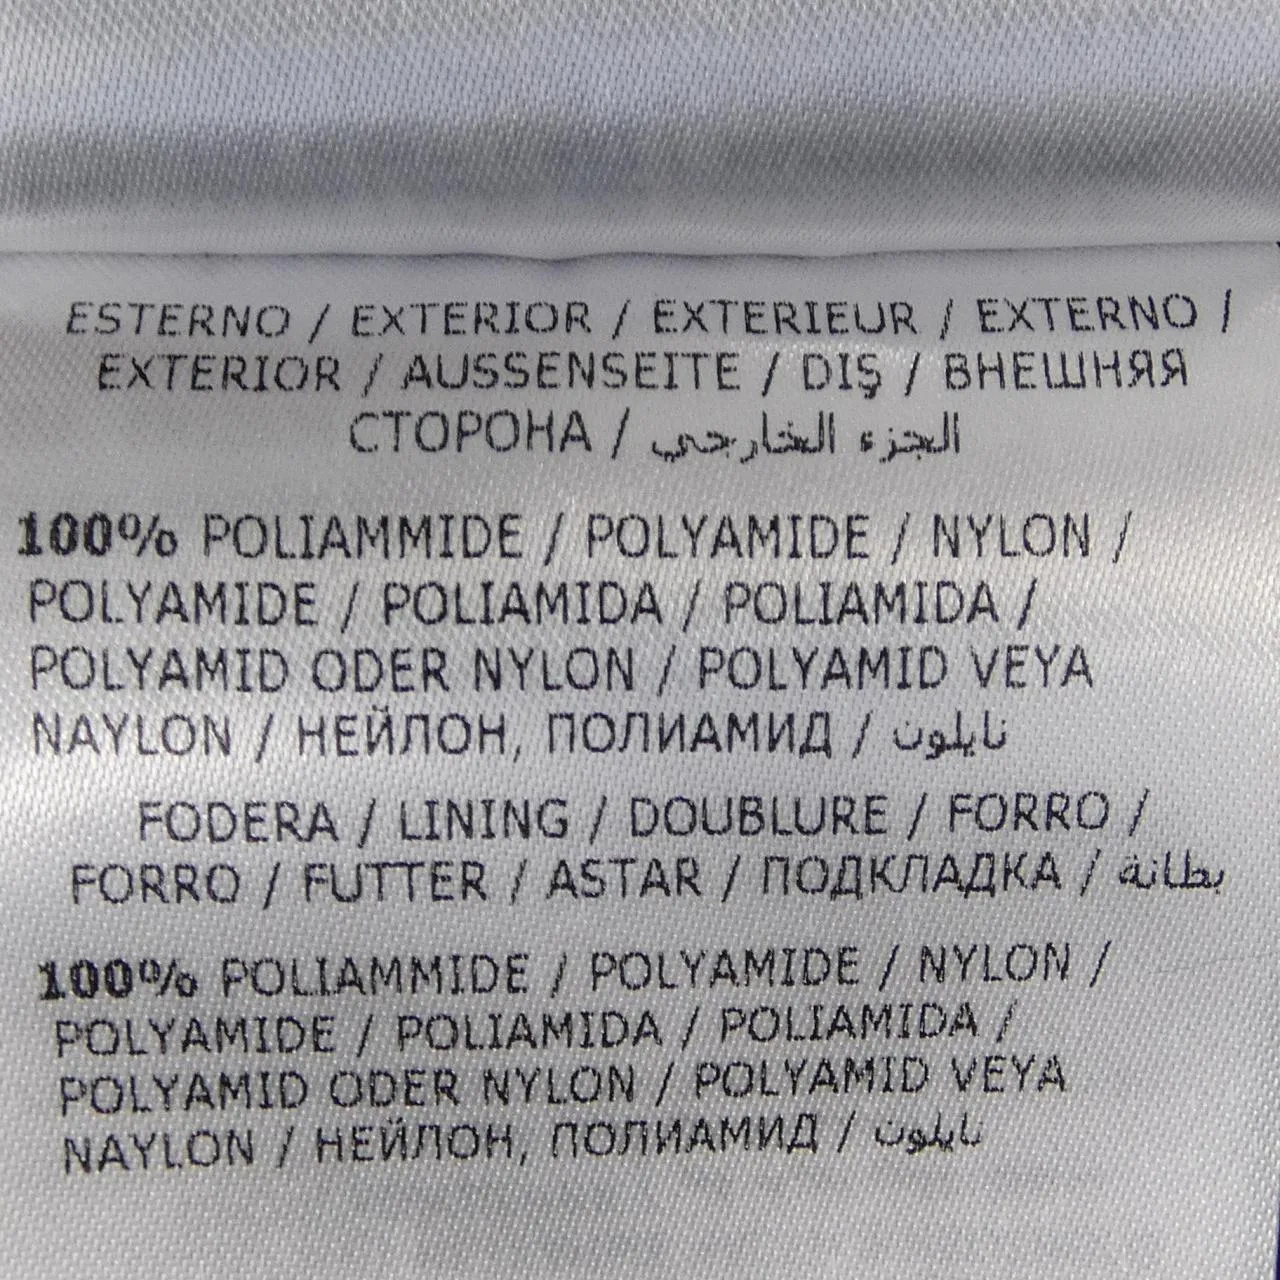 ESTERNO / EXTERIOR / EXTERIEUR / EXTERNO /
EXTERIOR / AUSSENSEITE / DIŞ / ВНЕШНЯЯ
СТОРОНА / الجزء الخارجي
100% POLIAMMIDE / POLYAMIDE / NYLON /
POLYAMIDE / POLIAMIDA / POLIAMIDA /
POLYAMID ODER NYLON / POLYAMID VEYA
NAYLON / НЕЙЛОН, ПОЛИАМИД / نايلون
FODERA / LINING / DOUBLURE / FORRO /
FORRO / FUTTER / ASTAR / ПОДКЛАДКА / بطانة
100% POLIAMMIDE / POLYAMIDE / NYLON /
POLYAMIDE / POLIAMIDA / POLIAMIDA /
POLYAMID ODER NYLON / POLYAMID VEYA
NAYLON / НЕЙЛОН, ПОЛИАМИД / نايلون